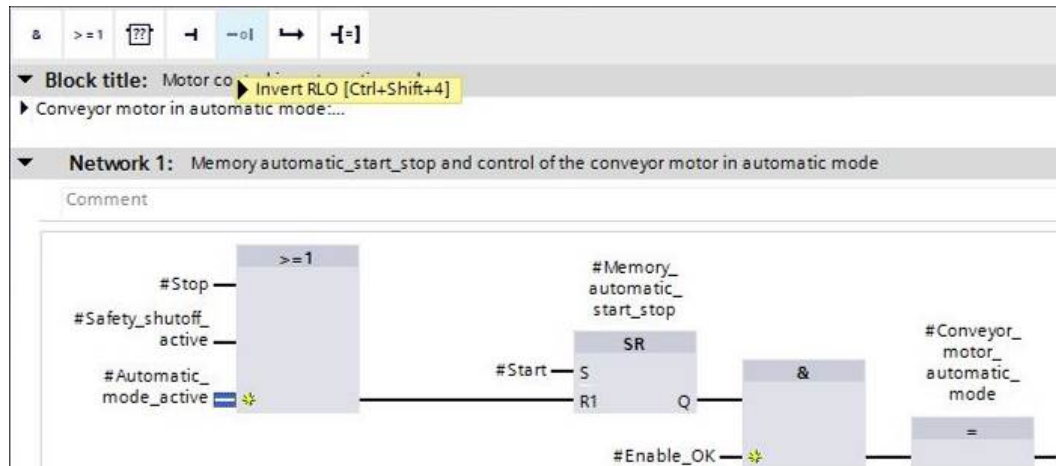 & >=1 ?? =
Block title: Motor co
Invert RLO [Ctrl+Shift+4]
Conveyor motor in automatic mode:...
Network 1: Memory automatic_start_stop and control of the conveyor motor in automatic mode
Comment
>=1
#Stop
#Safety_shutoff_
active
#Automatic_
mode_active
#Memory_
automatic_
start_stop
SR
#Start S
R1 Q
&
#Enable_OK
#Conveyor_
motor_
automatic_
mode
=